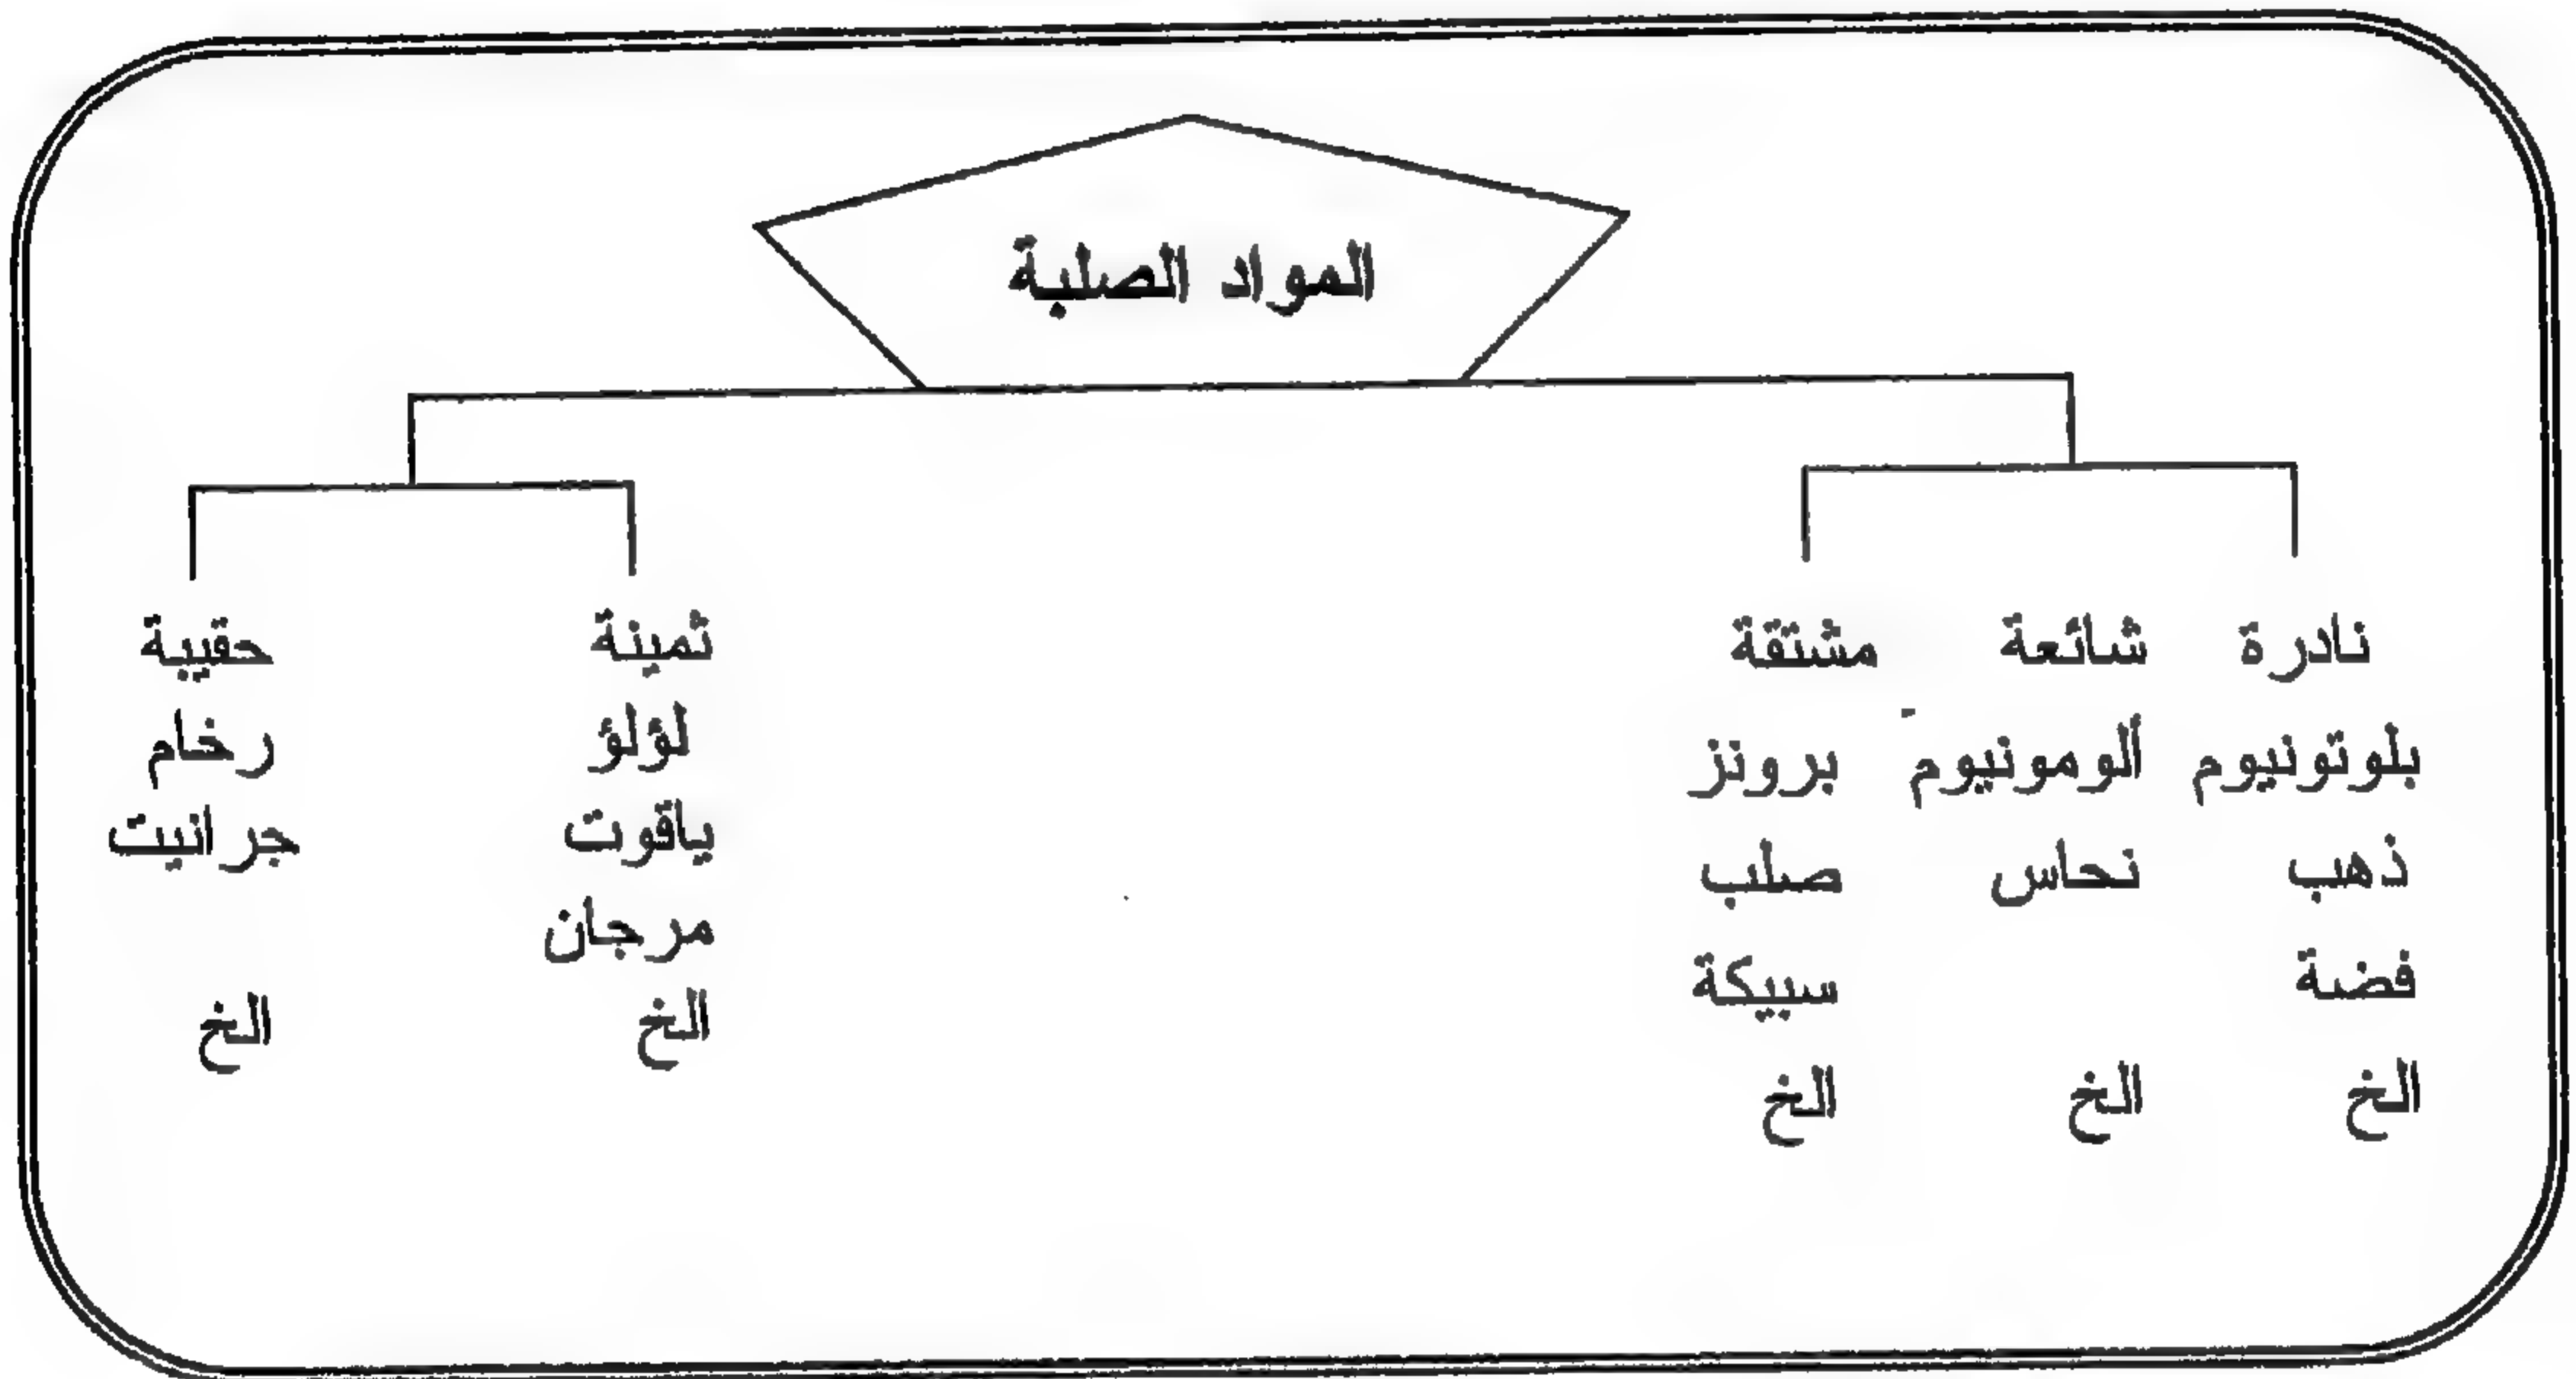 المواد الصلبة
نادرة شائعة مشتقة
بلوتونيوم ألومونيوم برونز
ذهب نحاس صلب
فضة سبيكة
الخ الخ الخ
ثمينة حقيبة
لؤلؤ رخام
ياقوت جرانيت
مرجان
الخ الخ